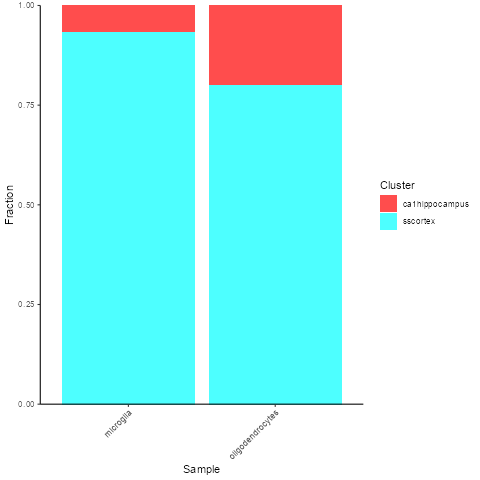 1.00
0.75
0.50
0.25
0.00
Fraction
microglia
oligodendrocytes
Sample
Cluster
ca1hippocampus
sscortex